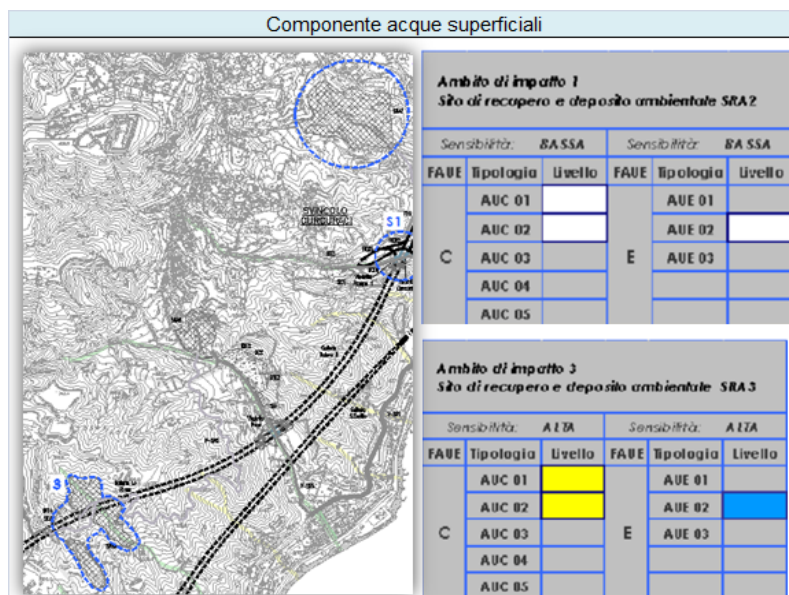 Componente acque superficiali
SVINCOLO
CURCURACI
S1
3
Ambito di impatto 1
Sito di recupero e deposito ambientale SRA2
Sensibilità: BASSA Sensibilità: BASSA
FAUE Tipologia Livello FAUE Tipologia Livello
AUC 01 AUE 01
AUC 02 AUE 02
C AUC 03 E AUE 03
AUC 04
AUC 05
Ambito di impatto 3
Sito di recupero e deposito ambientale SRA3
Sensibilità: ALTA Sensibilità: ALTA
FAUE Tipologia Livello FAUE Tipologia Livello
AUC 01 AUE 01
AUC 02 AUE 02
C AUC 03 E AUE 03
AUC 04
AUC 05